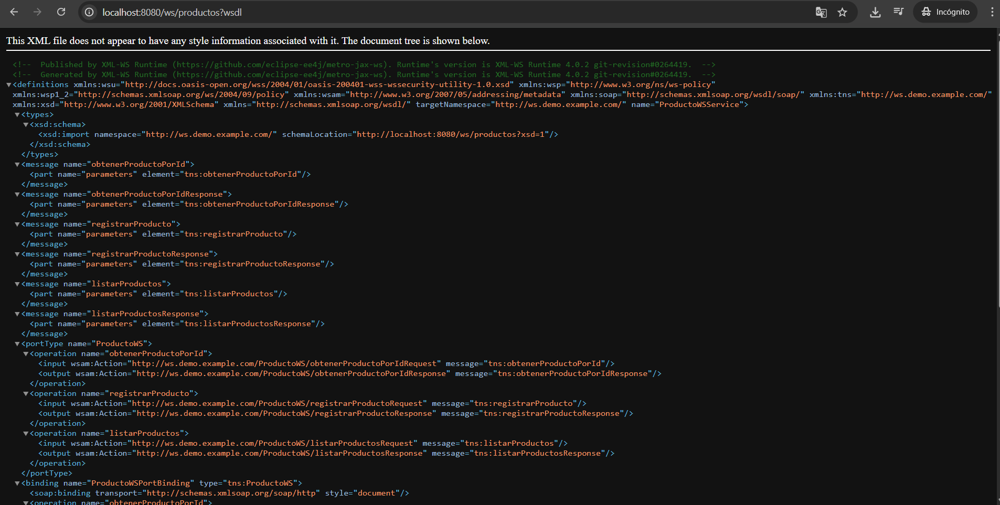 localhost:8080/ws/productos?wsdl
Incógnito
This XML file does not appear to have any style information associated with it. The document tree is shown below.
<!-- Published by XML-WS Runtime (https://github.com/eclipse-ee4j/metro-jax-ws). Runtime's version is XML-WS Runtime 4.0.2 git-revision#0264419. -->
<!-- Generated by XML-WS Runtime (https://github.com/eclipse-ee4j/metro-jax-ws). Runtime's version is XML-WS Runtime 4.0.2 git-revision#0264419. -->
<definitions xmlns:wsu="http://docs.oasis-open.org/wss/2004/01/oasis-200401-wss-wssecurity-utility-1.0.xsd" xmlns:wsp="http://www.w3.org/ns/ws-policy"
xmlns:wsp1_2="http://schemas.xmlsoap.org/ws/2004/09/policy" xmlns:wsam="http://www.w3.org/2007/05/addressing/metadata" xmlns:soap="http://schemas.xmlsoap.org/wsdl/soap/" xmlns:tns="http://ws.demo.example.com/"
xmlns:xsd="http://www.w3.org/2001/XMLSchema" xmlns="http://schemas.xmlsoap.org/wsdl/" targetNamespace="http://ws.demo.example.com/" name="ProductoWSService">
<types>
<xsd:schema>
<xsd:import namespace="http://ws.demo.example.com/" schemaLocation="http://localhost:8080/ws/productos?xsd=1"/>
</xsd:schema>
</types>
<message name="obtenerProductoPorId">
<part name="parameters" element="tns:obtenerProductoPorId"/>
</message>
<message name="obtenerProductoPorIdResponse">
<part name="parameters" element="tns:obtenerProductoPorIdResponse"/>
</message>
<message name="registrarProducto">
<part name="parameters" element="tns:registrarProducto"/>
</message>
<message name="registrarProductoResponse">
<part name="parameters" element="tns:registrarProductoResponse"/>
</message>
<message name="listarProductos">
<part name="parameters" element="tns:listarProductos"/>
</message>
<message name="listarProductosResponse">
<part name="parameters" element="tns:listarProductosResponse"/>
</message>
<portType name="ProductoWS">
<operation name="obtenerProductoPorId">
<input wsam:Action="http://ws.demo.example.com/ProductoWS/obtenerProductoPorIdRequest" message="tns:obtenerProductoPorId"/>
<output wsam:Action="http://ws.demo.example.com/ProductoWS/obtenerProductoPorIdResponse" message="tns:obtenerProductoPorIdResponse"/>
</operation>
<operation name="registrarProducto">
<input wsam:Action="http://ws.demo.example.com/ProductoWS/registrarProductoRequest" message="tns:registrarProducto"/>
<output wsam:Action="http://ws.demo.example.com/ProductoWS/registrarProductoResponse" message="tns:registrarProductoResponse"/>
</operation>
<operation name="listarProductos">
<input wsam:Action="http://ws.demo.example.com/ProductoWS/listarProductosRequest" message="tns:listarProductos"/>
<output wsam:Action="http://ws.demo.example.com/ProductoWS/listarProductosResponse" message="tns:listarProductosResponse"/>
</operation>
</portType>
<binding name="ProductoWSPortBinding" type="tns:ProductoWS">
<soap:binding transport="http://schemas.xmlsoap.org/soap/http" style="document"/>
<operation name="obtenerProductoPorId">